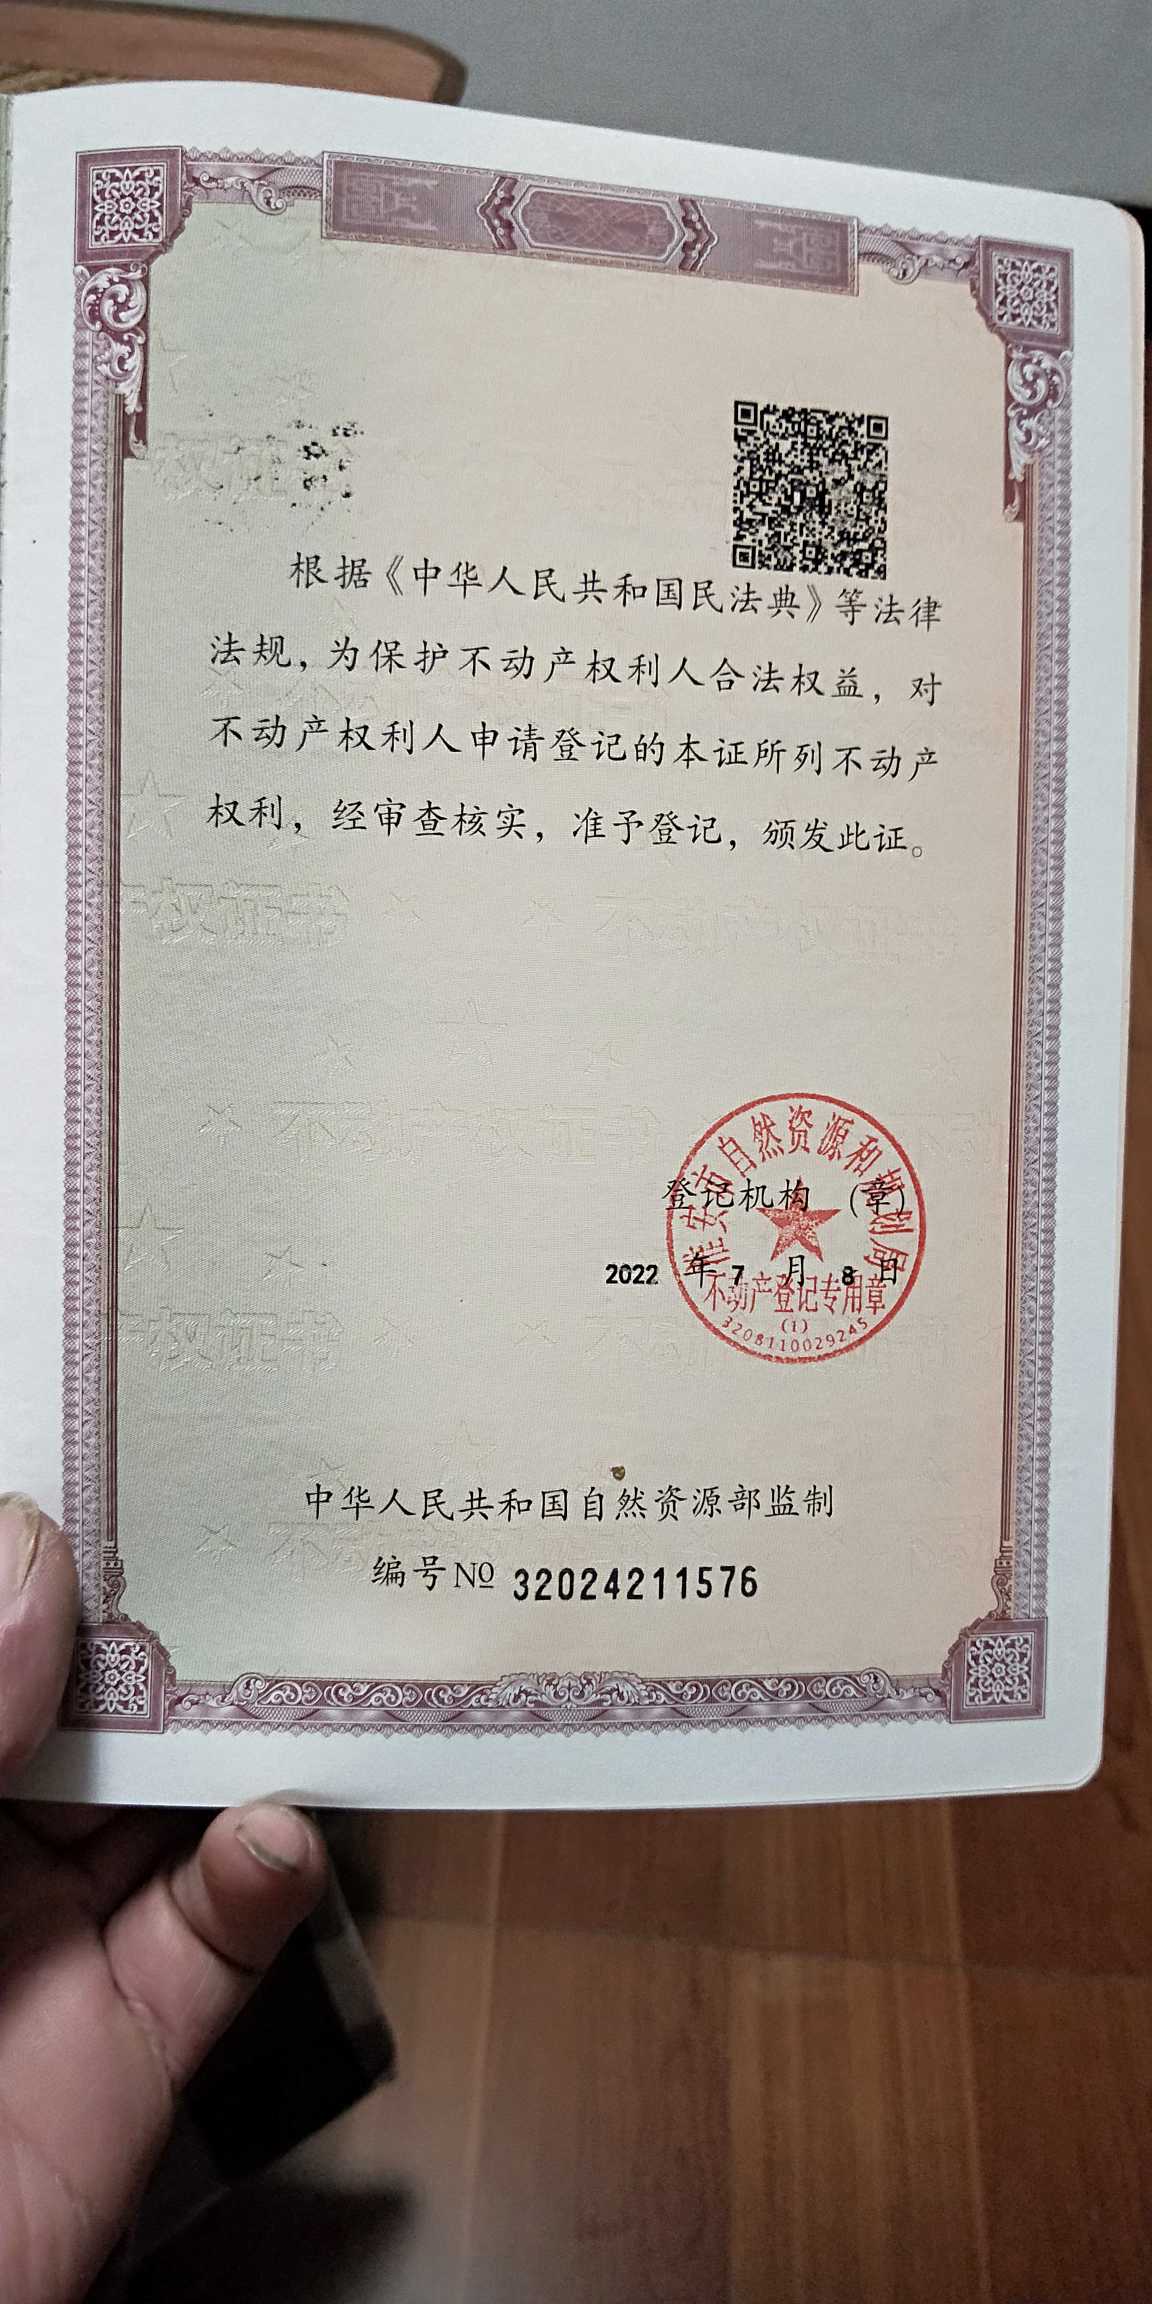 根据《中华人民共和国民法典》等法律
法规，为保护不动产权利人合法权益，对
不动产权利人申请登记的本证所列不动产
权利，经审查核实，准予登记，颁发此证。
登记机构 （章）
2022 年 7 月 8 日
淮安市自然资源和规划局
不动产登记专用章
(1)
3208110029245
中华人民共和国自然资源部监制
编号 № 32024211576